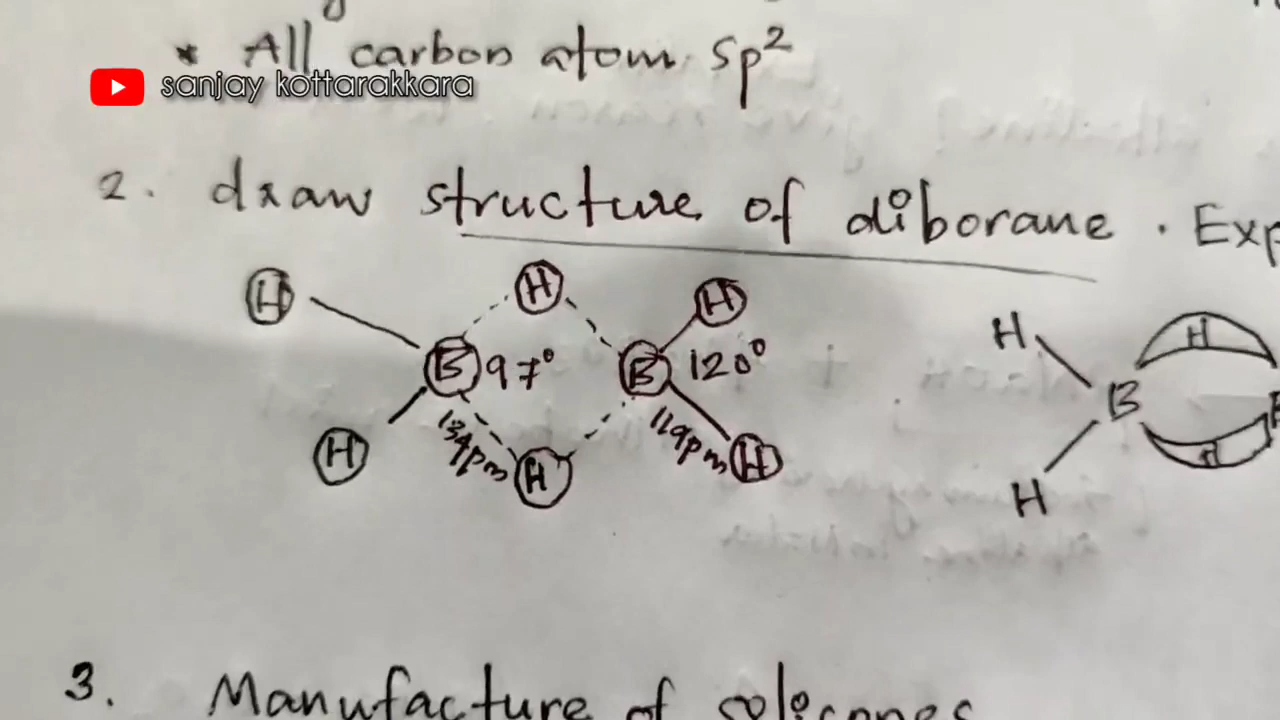 * All carbon atom sp²
sanjay kottarakkara
2. draw structure of diborane. Exp
H H H H
B 97° B 120° B
134pm 119pm
H H H H
H
H
3. Manufacture of silicones